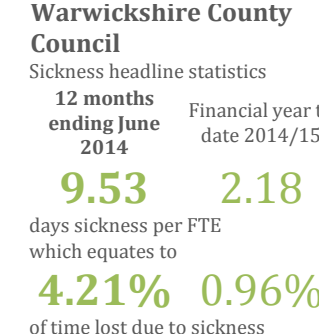 Warwickshire County
Council
Sickness headline statistics
12 months
ending June
2014
Financial year t
date 2014/15
9.53 2.18
days sickness per FTE
which equates to
4.21% 0.96%
of time lost due to sickness